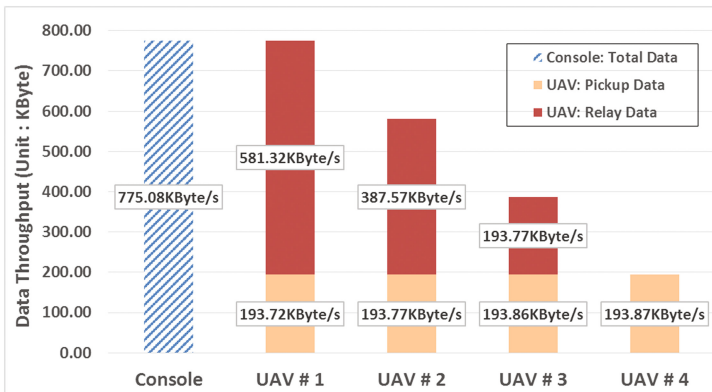 Data Throughput (Unit : KByte)
800.00
700.00
600.00
500.00
400.00
300.00
200.00
100.00
0.00
Console: Total Data
UAV: Pickup Data
UAV: Relay Data
775.08KByte/s
581.32KByte/s
387.57KByte/s
193.77KByte/s
193.72KByte/s
193.77KByte/s
193.86KByte/s
193.87KByte/s
Console
UAV # 1
UAV # 2
UAV # 3
UAV # 4